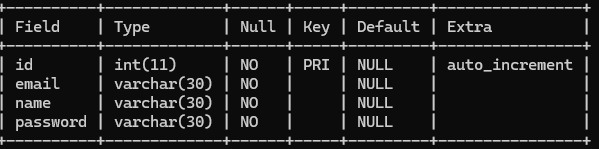 +----------+-------------+------+-----+---------+----------------+
| Field    | Type        | Null | Key | Default | Extra          |
+----------+-------------+------+-----+---------+----------------+
| id       | int(11)     | NO   | PRI | NULL    | auto_increment |
| email    | varchar(30) | NO   |     | NULL    |                |
| name     | varchar(30) | NO   |     | NULL    |                |
| password | varchar(30) | NO   |     | NULL    |                |
+----------+-------------+------+-----+---------+----------------+